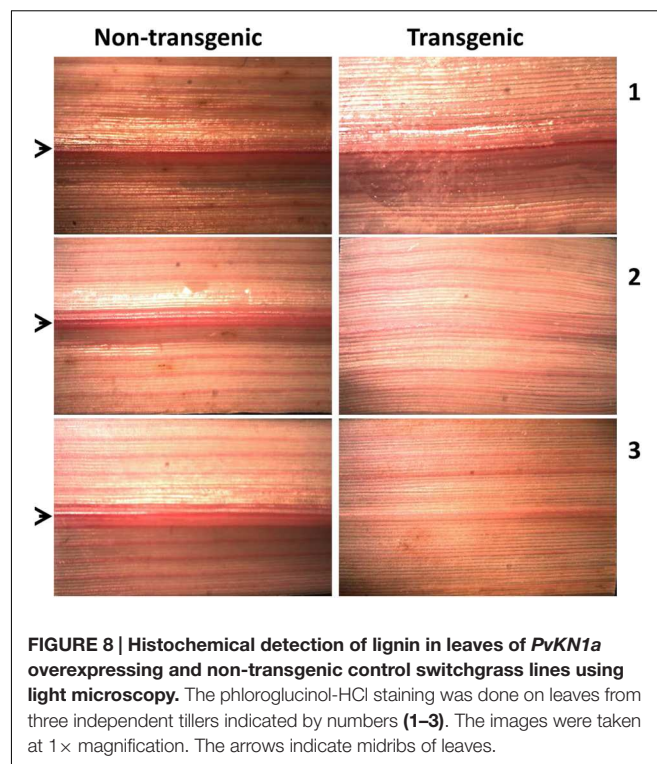 Non-transgenic
Transgenic
1
2
3
FIGURE 8 | Histochemical detection of lignin in leaves of PvKN1a
overexpressing and non-transgenic control switchgrass lines using
light microscopy. The phloroglucinol-HCl staining was done on leaves from
three independent tillers indicated by numbers (1–3). The images were taken
at 1× magnification. The arrows indicate midribs of leaves.